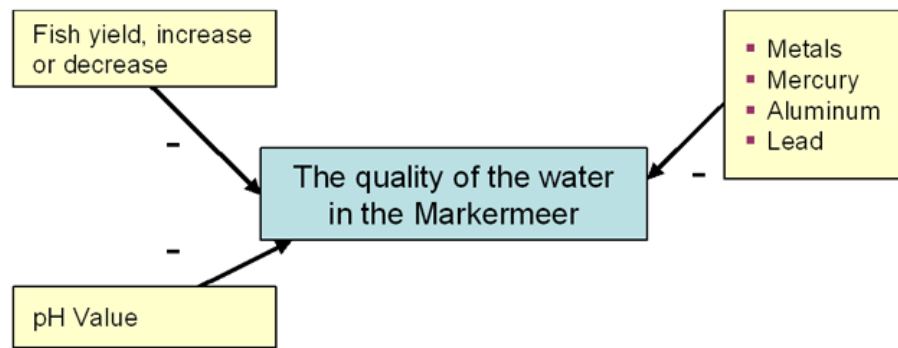 Fish yield, increase
or decrease
▪ Metals
▪ Mercury
▪ Aluminum
▪ Lead
-
-
The quality of the water
in the Markermeer
-
pH Value